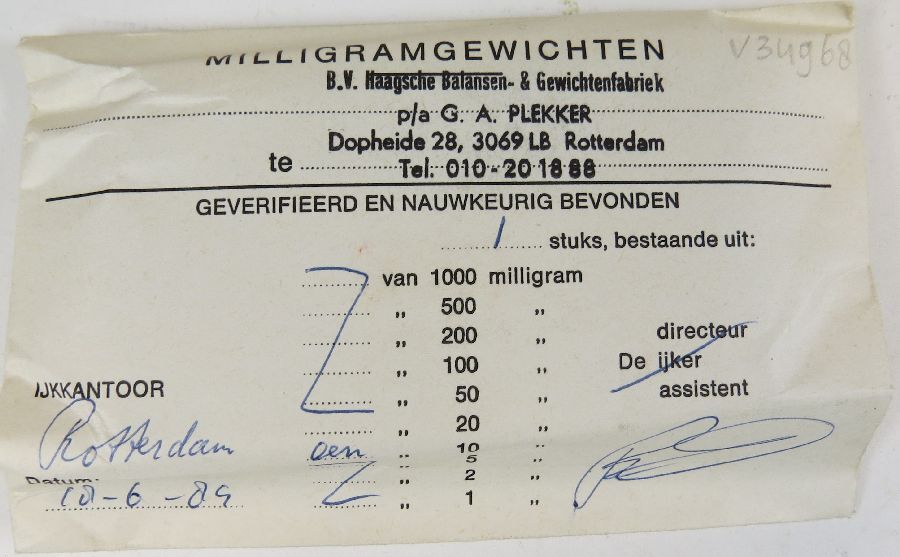 MILLIGRAMGEWICHTEN
V34968
B.V. Haagsche Balansen- & Gewichtenfabriek
p/a G. A. PLEKKER
Dopheide 28, 3069 LB Rotterdam
te Tel. 010-20 18 88
GEVERIFIEERD EN NAUWKEURIG BEVONDEN
1 stuks, bestaande uit:
van 1000 milligram
„ 500 „
„ 200 „
directeur
„ 100 „
De ijker
IJKKANTOOR
„ 50 „
assistent
„ 20 „
Rotterdam
een „ 10 „
„ 5 „
Datum:
„ 2 „
18-6-84
„ 1 „